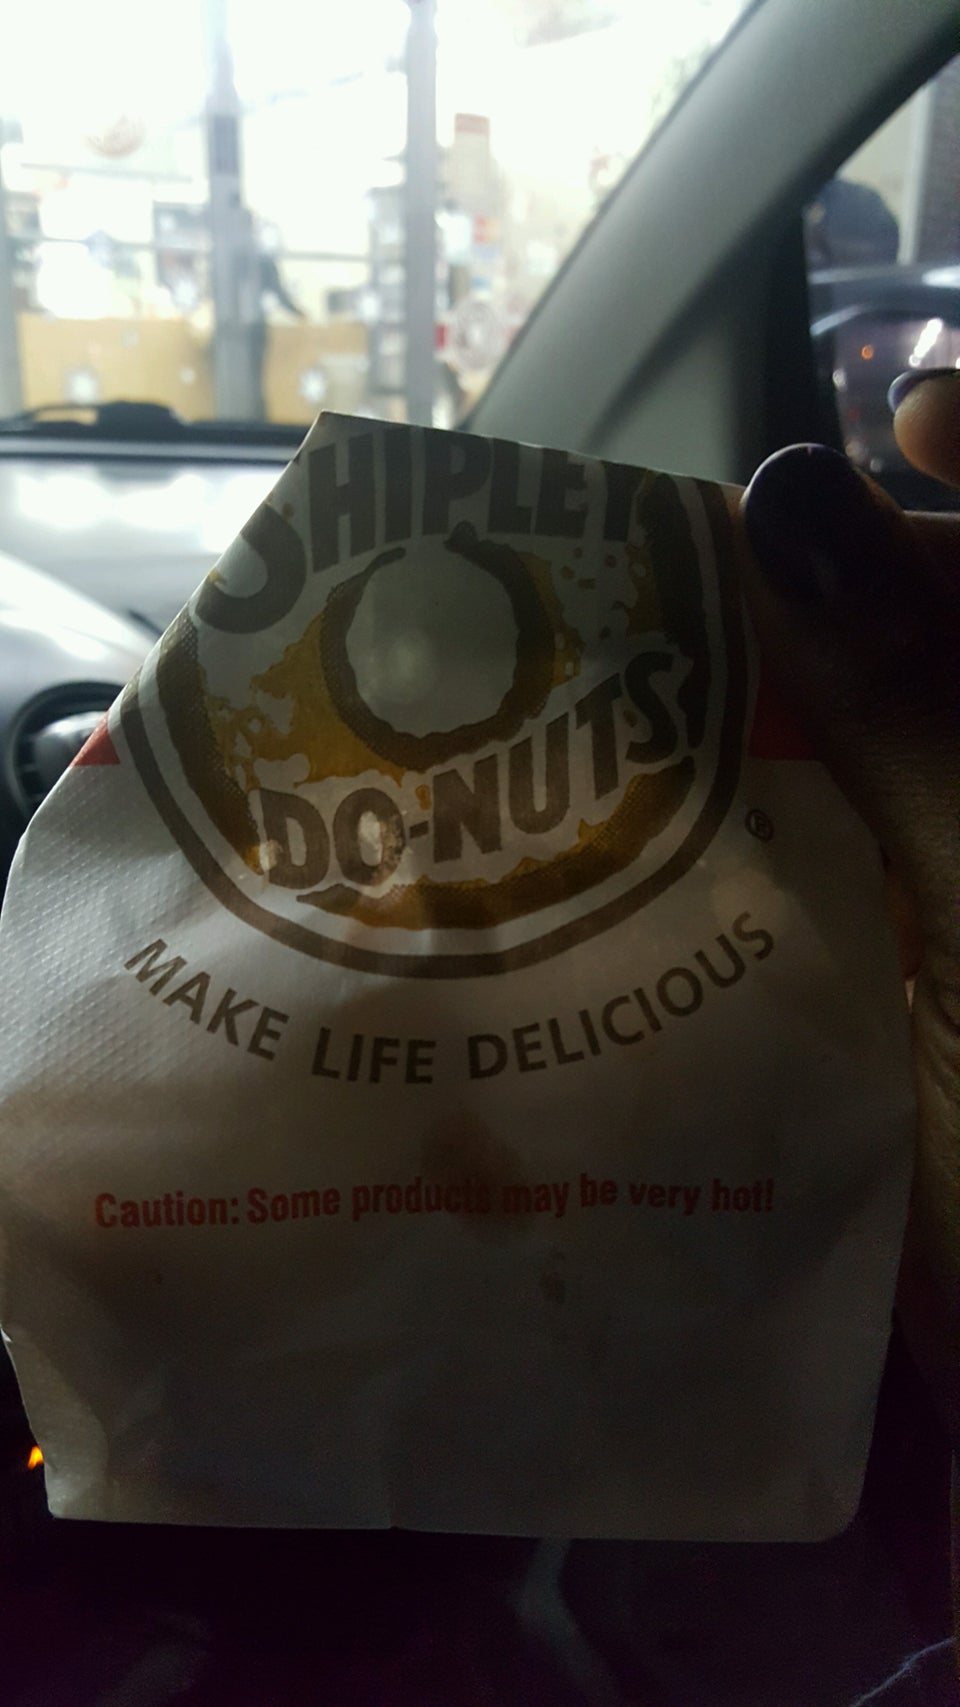 SHIPLEY
DO-NUTS
®
MAKE LIFE DELICIOUS
Caution: Some products may be very hot!